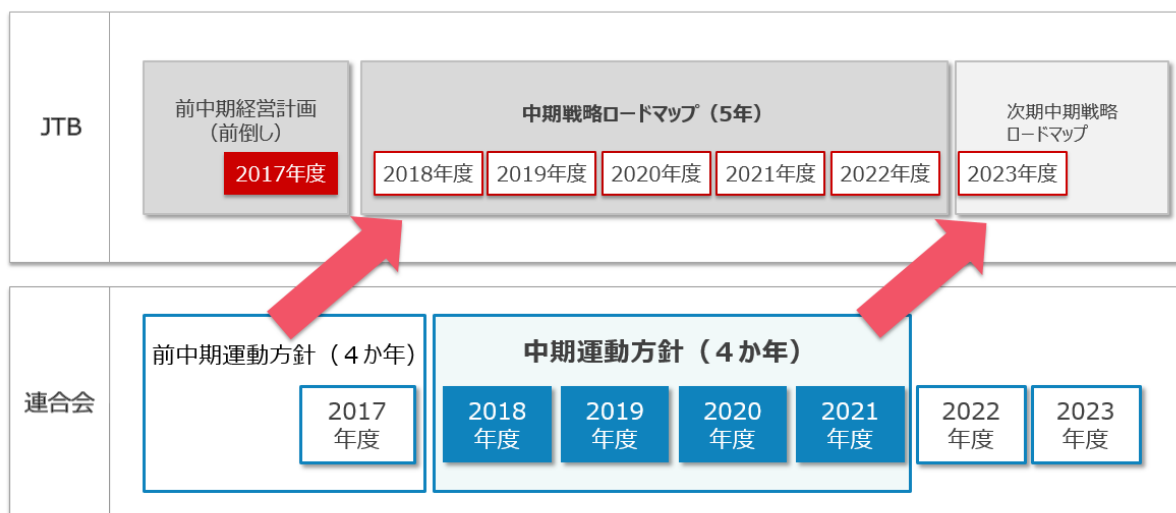 JTB
前中期経営計画
（前倒し）
2017年度
中期戦略ロードマップ（5年）
2018年度
2019年度
2020年度
2021年度
2022年度
次期中期戦略
ロードマップ
2023年度
連合会
前中期運動方針（４か年）
2017
年度
中期運動方針（４か年）
2018
年度
2019
年度
2020
年度
2021
年度
2022
年度
2023
年度